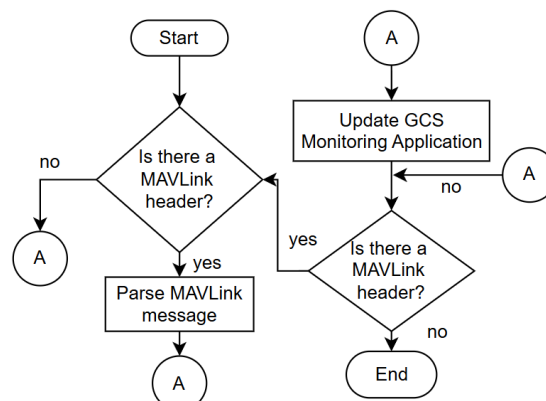 Start
Is there a
MAVLink
header?
no
A
yes
Parse MAVLink
message
A
A
Update GCS
Monitoring Application
no
A
Is there a
MAVLink
header?
yes
no
End